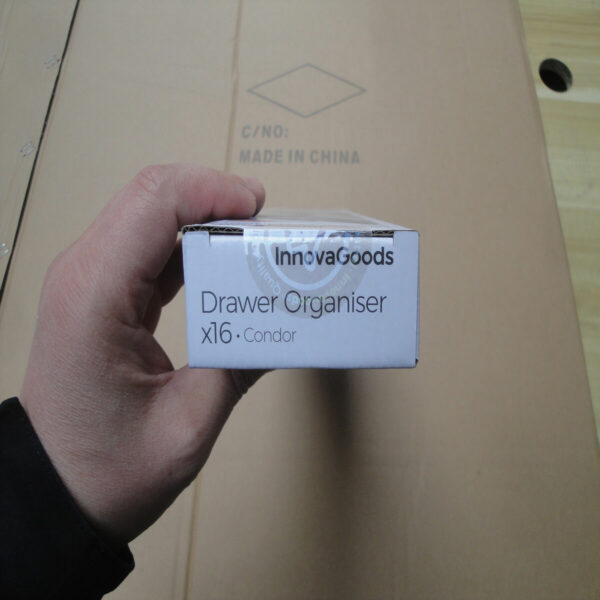 C/NO:
MADE IN CHINA
InnovaGoods
Drawer Organiser
x16 · Condor